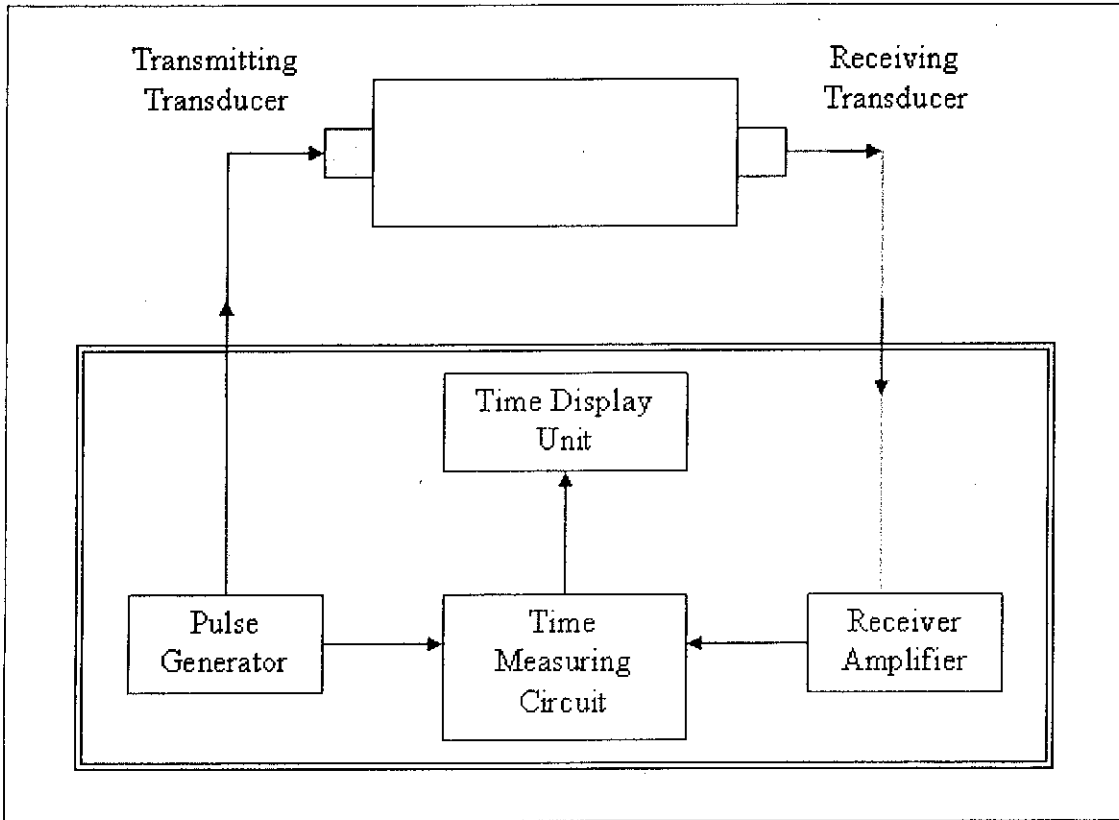 Transmitting
Transducer
Receiving
Transducer
Time Display
Unit
Pulse
Generator
Time
Measuring
Circuit
Receiver
Amplifier